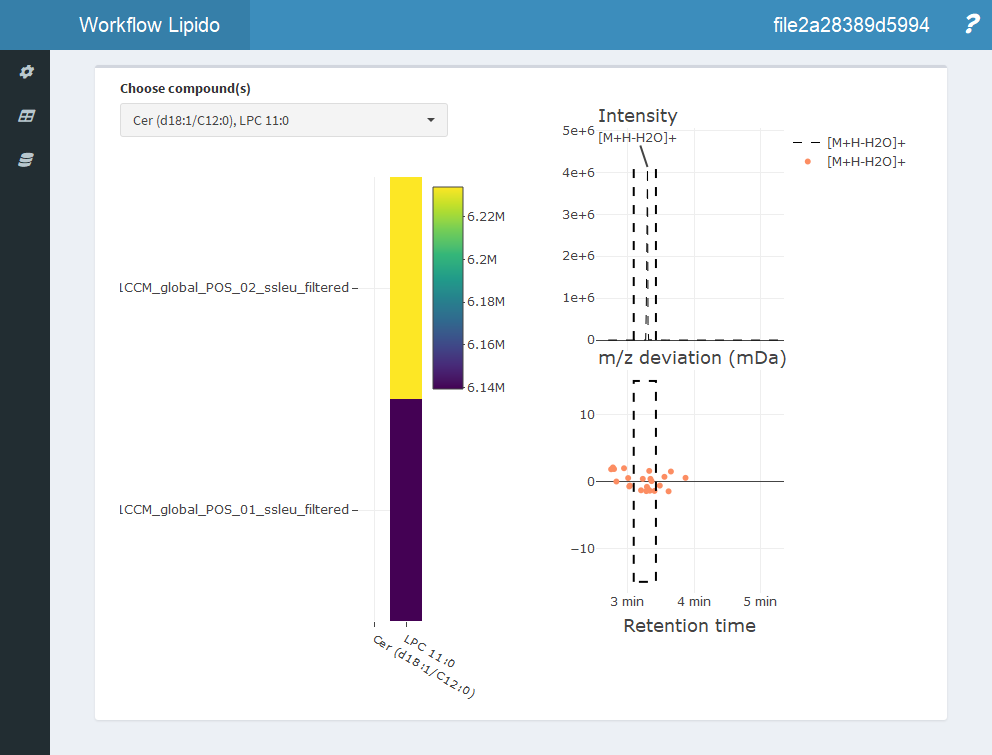 Workflow Lipido
file2a28389d5994
?
Choose compound(s)
Cer (d18:1/C12:0), LPC 11:0
Intensity
[M+H-H2O]+
5e+6
4e+6
3e+6
2e+6
1e+6
0
[M+H-H2O]+
[M+H-H2O]+
6.22M
6.2M
6.18M
6.16M
6.14M
1CCM_global_POS_02_ssleu_filtered
1CCM_global_POS_01_ssleu_filtered
LPC 11:0
Cer (d18:1/C12:0)
m/z deviation (mDa)
10
0
−10
3 min
4 min
5 min
Retention time